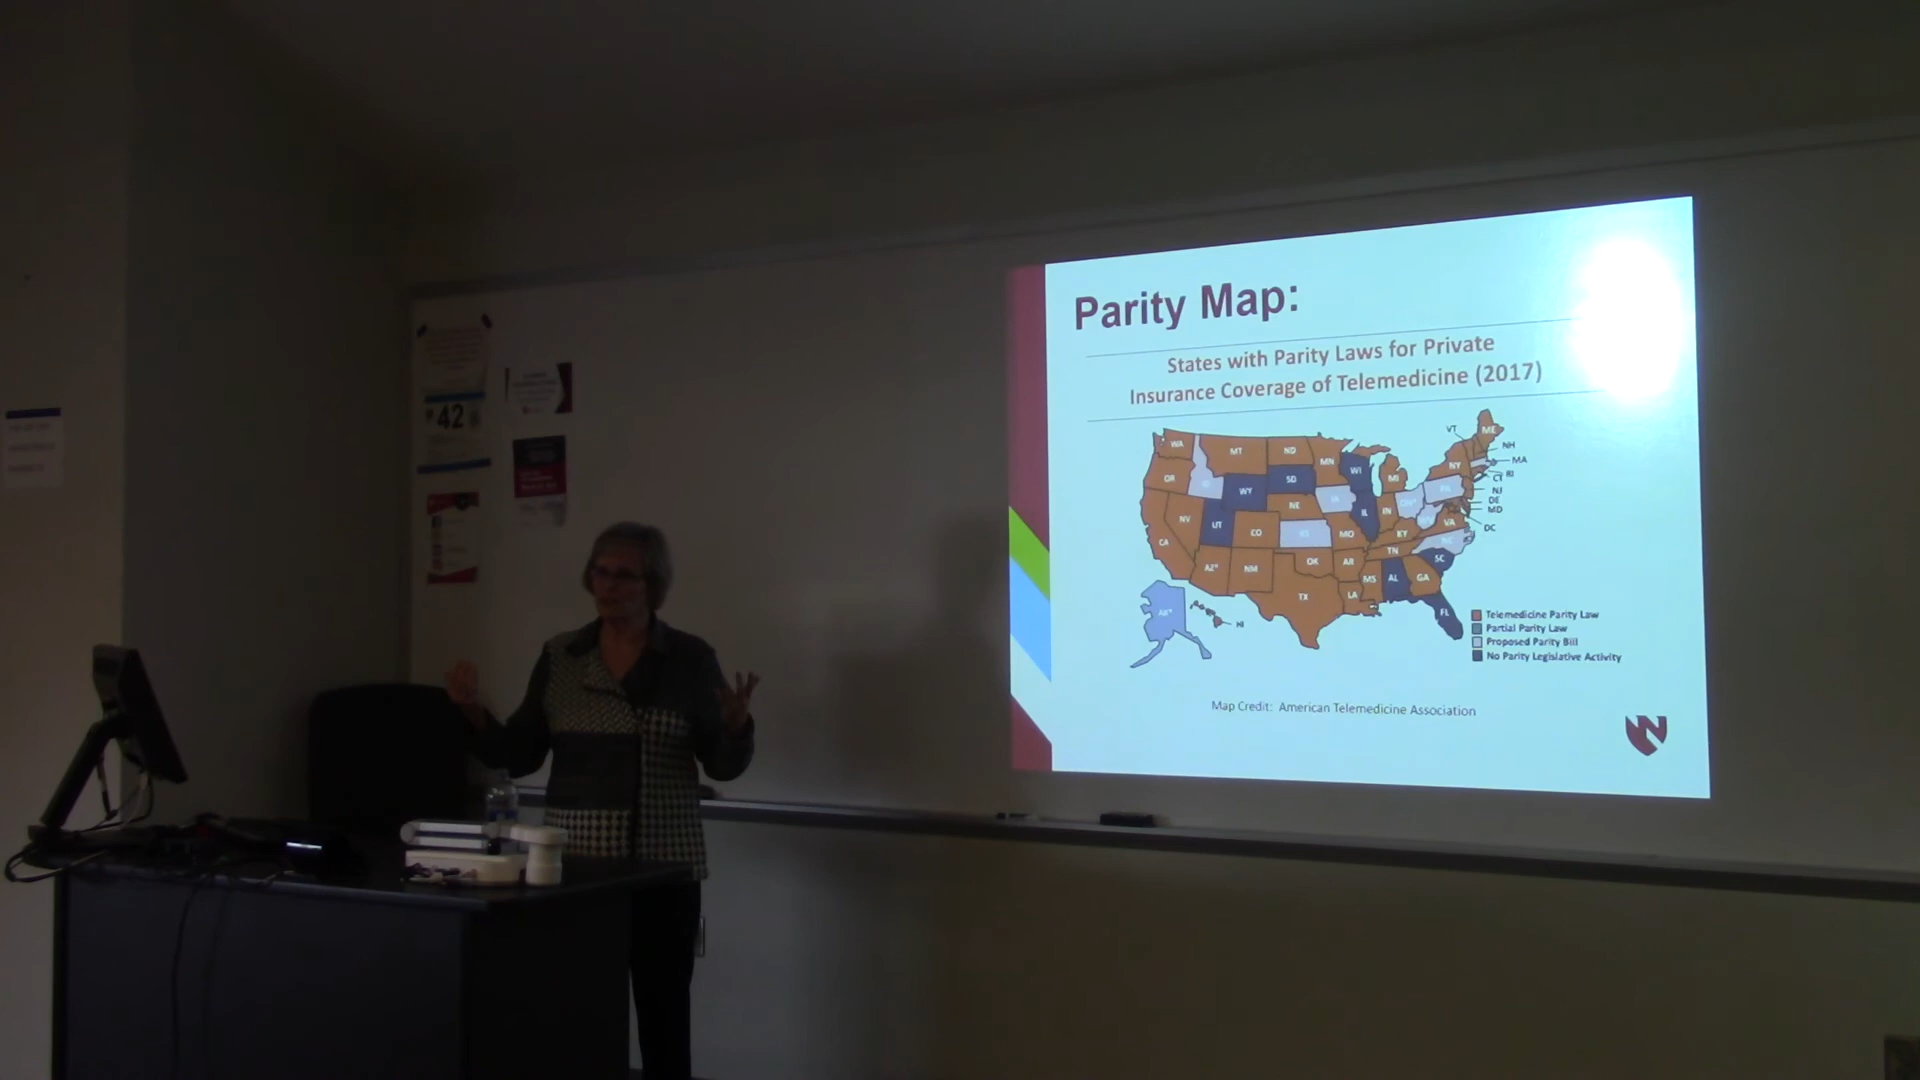 Parity Map:
States with Parity Laws for Private
Insurance Coverage of Telemedicine (2017)
WA
MT
ND
MN
WI
MI
ME
VT
NH
MA
RI
CT
NJ
DE
MD
DC
NY
PA
OR
WY
SD
NE
IL
IN
NV
UT
CO
MO
KY
VA
CA
AZ*
NM
OK
AR
TN
SC
TX
LA
MS
AL
GA
FL
AK*
HI
Telemedicine Parity Law
Partial Parity Law
Proposed Parity Bill
No Parity Legislative Activity
Map Credit: American Telemedicine Association
42